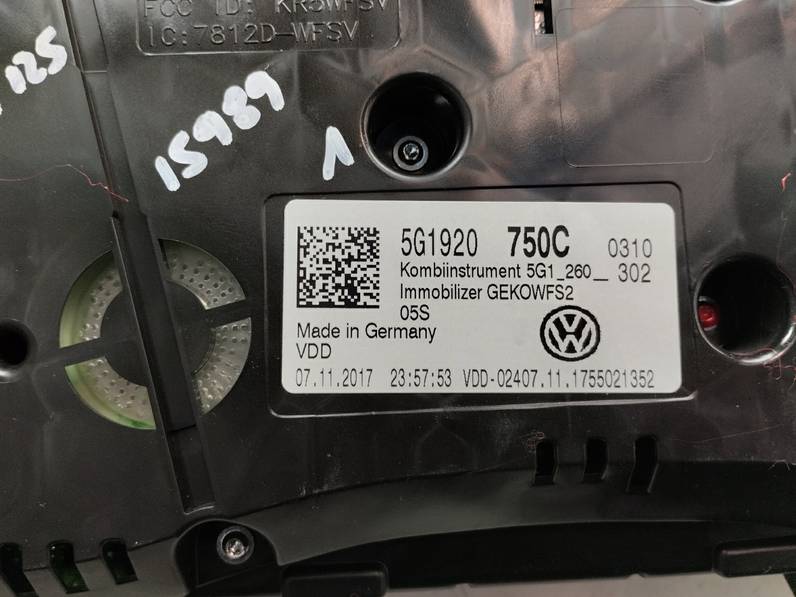 FCC ID: KR5WFSV
IC:7812D-WFSV
125
15989
1
5G1920 750C 0310
Kombiinstrument 5G1_260__ 302
Immobilizer GEKOWFS2
05S
Made in Germany
VDD
07.11.2017 23:57:53 VDD-02407.11.1755021352